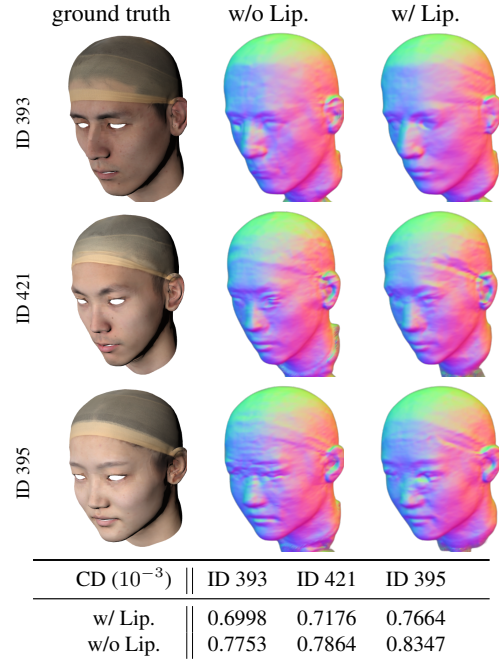 ground truth w/o Lip. w/ Lip.
ID 393
ID 421
ID 395
CD (10⁻³) ID 393 ID 421 ID 395
w/ Lip. 0.6998 0.7176 0.7664
w/o Lip. 0.7753 0.7864 0.8347